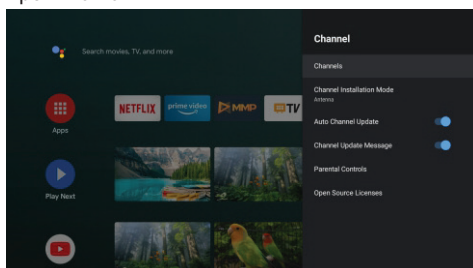 Channel
Search movies, TV, and more
Channels
Channel Installation Mode
Antenna
NETFLIX
prime video
MMP
TV
Auto Channel Update
Apps
Channel Update Message
Parental Controls
Play Next
Open Source Licenses